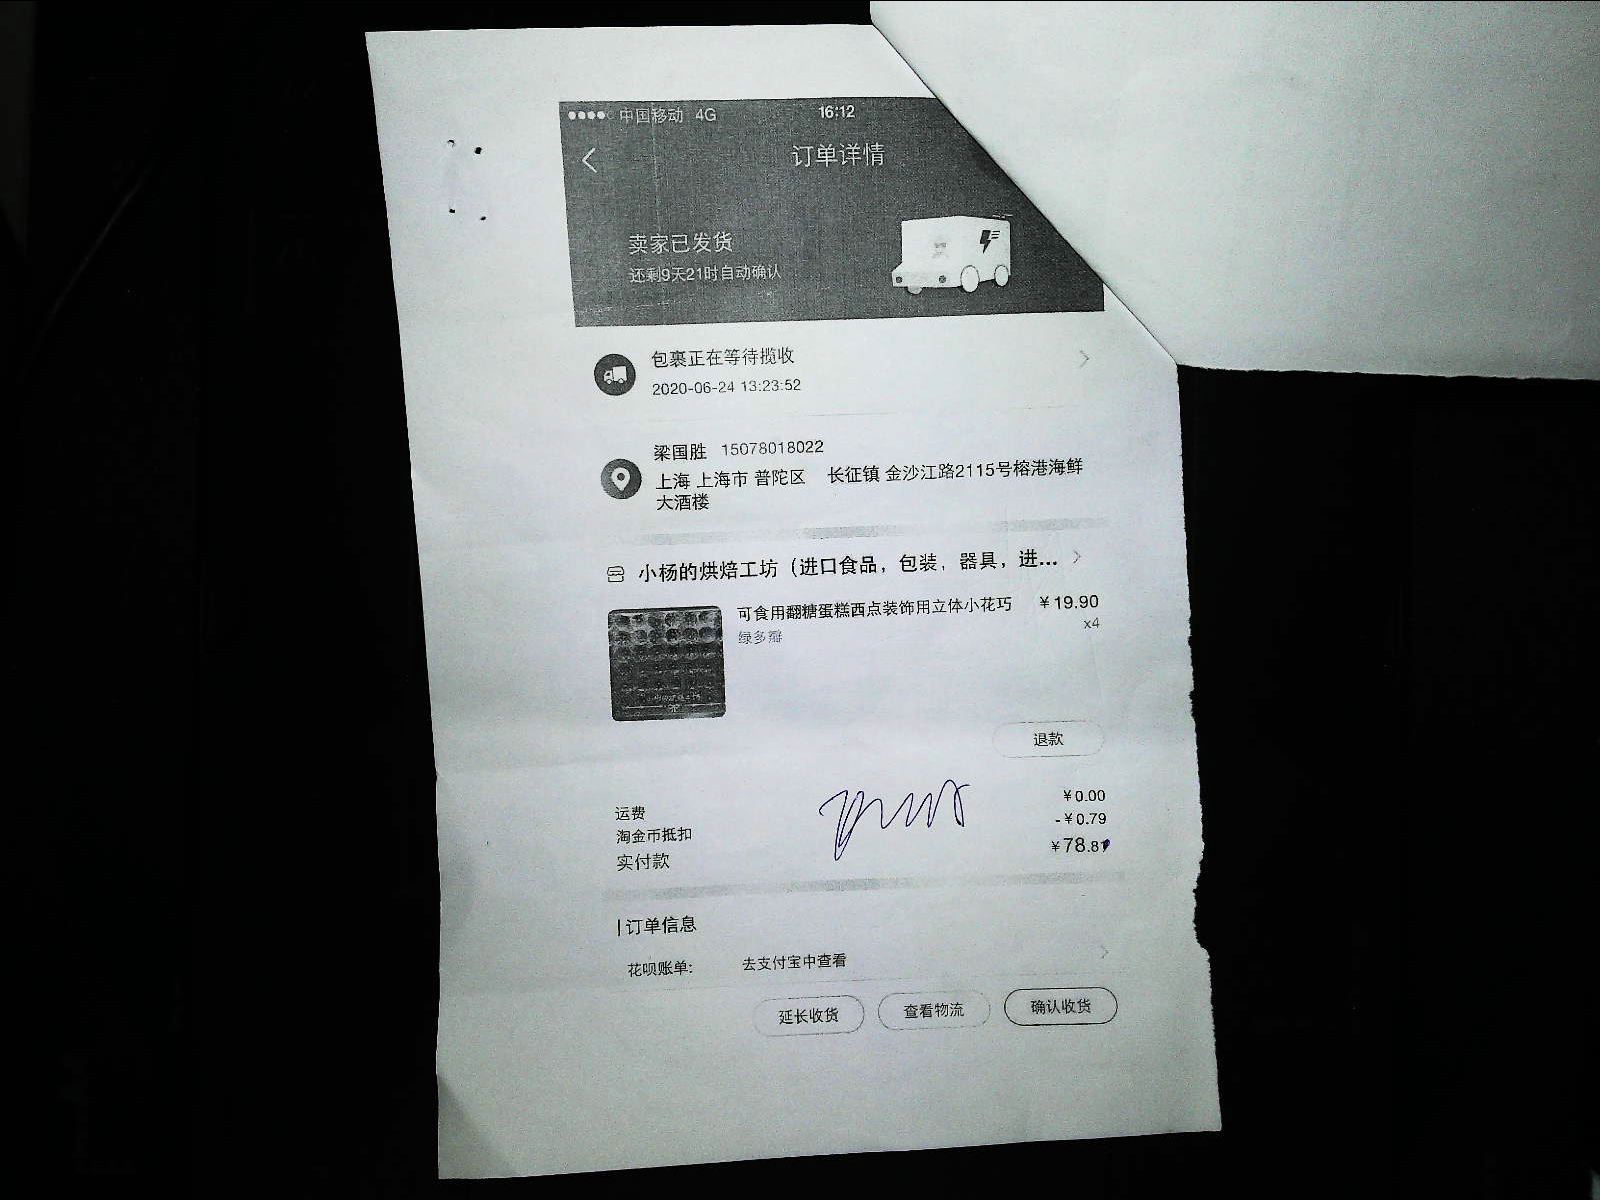 中国移动 4G 16:12
订单详情
卖家已发货
还剩9天21时自动确认
包裹正在等待揽收
2020-06-24 13:23:52
梁国胜 15078018022
上海 上海市 普陀区 长征镇 金沙江路2115号榕港海鲜
大酒楼
小杨的烘焙工坊（进口食品，包装，器具，进...
可食用翻糖蛋糕西点装饰用立体小花巧 ￥19.90
绿多瓣 x4
退款
运费 ￥0.00
淘金币抵扣 -￥0.79
实付款 ￥78.81
订单信息
花呗账单: 去支付宝中查看
延长收货 查看物流 确认收货